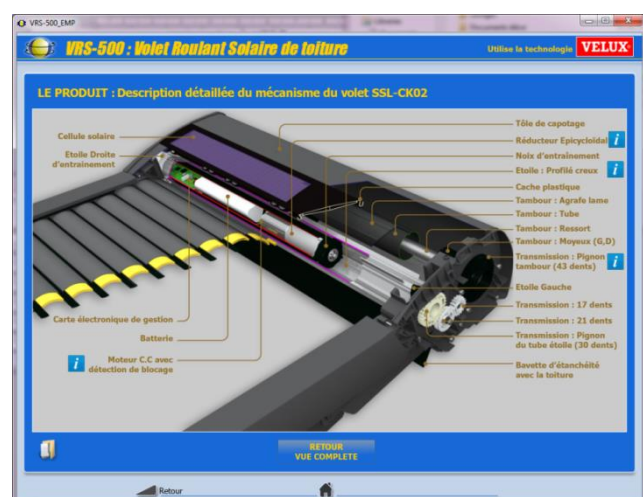 VRS-500_EMP
VRS-500 : Volet Roulant Solaire de toiture
Utilise la technologie VELUX
LE PRODUIT : Description détaillée du mécanisme du volet SSL-CK02
Cellule solaire
Etoile Droite
d'entrainement
Carte électronique de gestion
Batterie
i Moteur C.C avec
détection de blocage
Tôle de capotage
Réducteur Epicycloïdal i
Noix d'entrainement
Etoile : Profilé creux i
Cache plastique
Tambour : Agrafe lame
Tambour : Tube
Tambour : Ressort
Tambour : Moyeux (G,D)
Transmission : Pignon
tambour (43 dents) i
Etoile Gauche
Transmission : 17 dents
Transmission : 21 dents
Transmission : Pignon
du tube étoile (30 dents)
Bavette d'étanchéité
avec la toiture
RETOUR
VUE COMPLETE
Retour